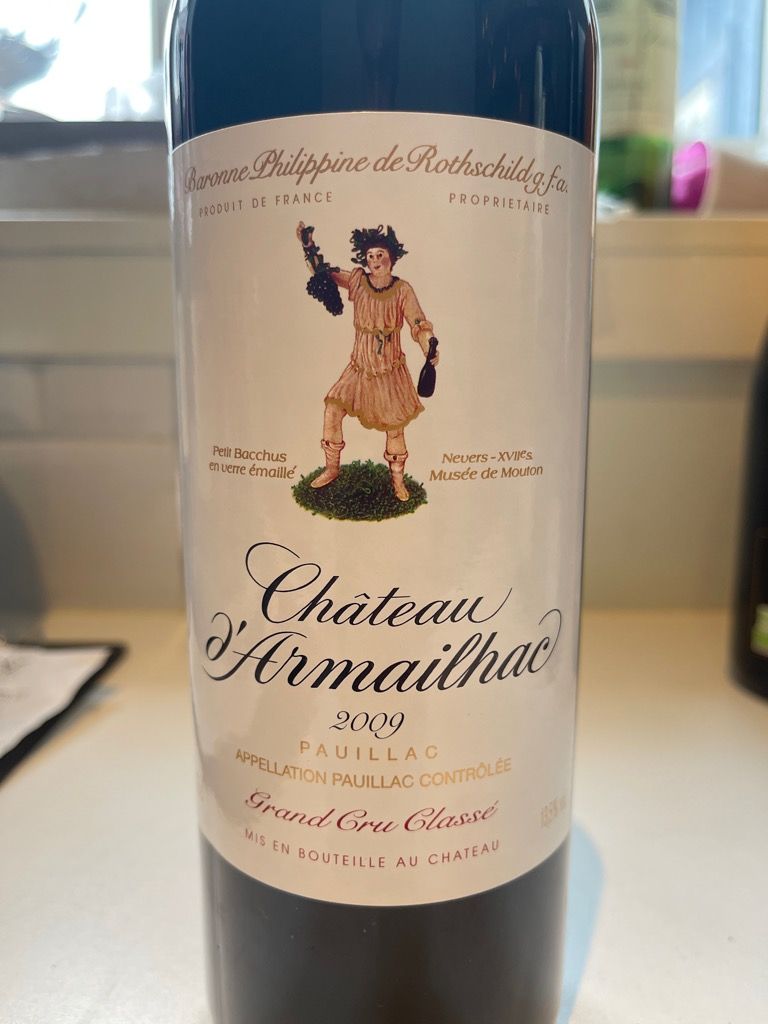 Baronne Philippine de Rothschild g.f.a.
PRODUIT DE FRANCE
PROPRIETAIRE
Petit Bacchus
en verre émaillé
Nevers - XVIIes.
Musée de Mouton
Château
d'Armailhac
2009
PAUILLAC
APPELLATION PAUILLAC CONTRÔLÉE
Grand Cru Classé
MIS EN BOUTEILLE AU CHATEAU